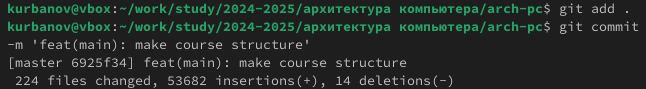 kurbanov@vbox:~/work/study/2024-2025/архитектура компьютера/arch-pc$ git add .
kurbanov@vbox:~/work/study/2024-2025/архитектура компьютера/arch-pc$ git commit
-m 'feat(main): make course structure'
[master 6925f34] feat(main): make course structure
 224 files changed, 53682 insertions(+), 14 deletions(-)